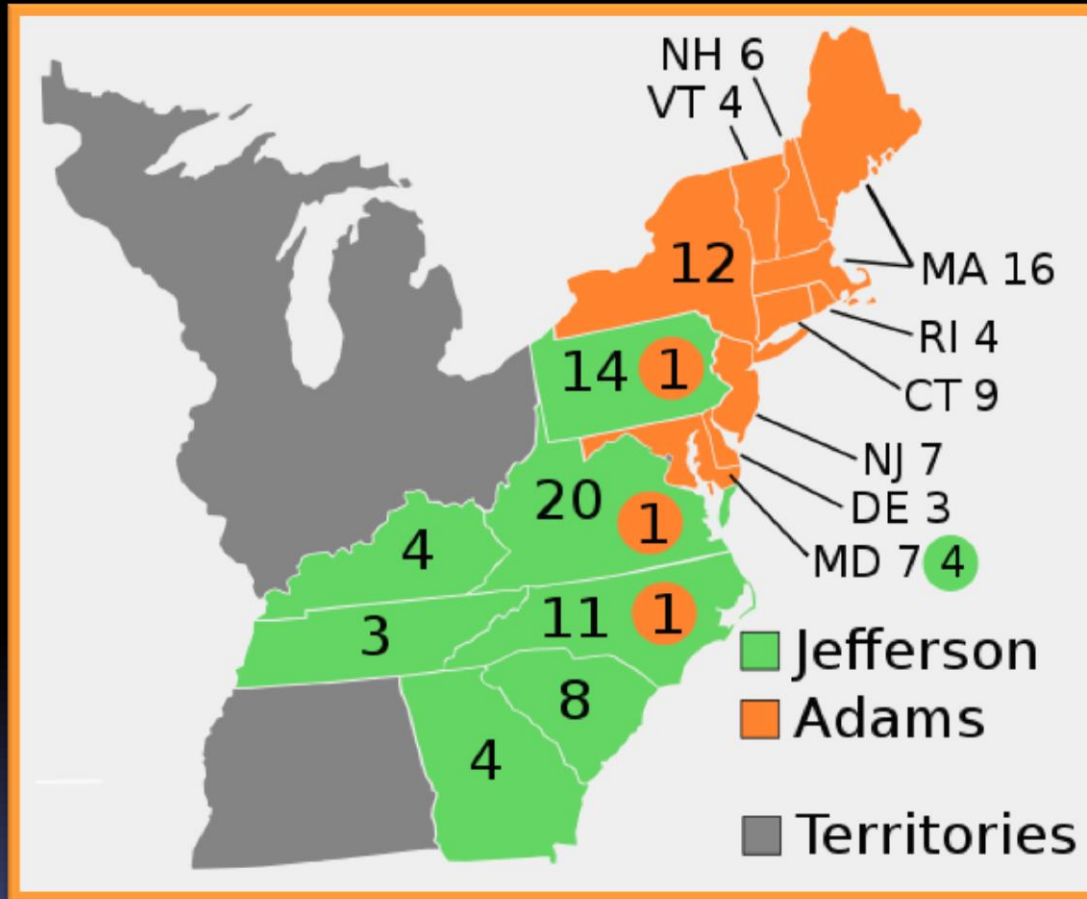 NH 6
VT 4
12
MA 16
RI 4
14 1
CT 9
NJ 7
20 1
DE 3
4
MD 7 4
11 1
3
Jefferson
8
Adams
4
Territories